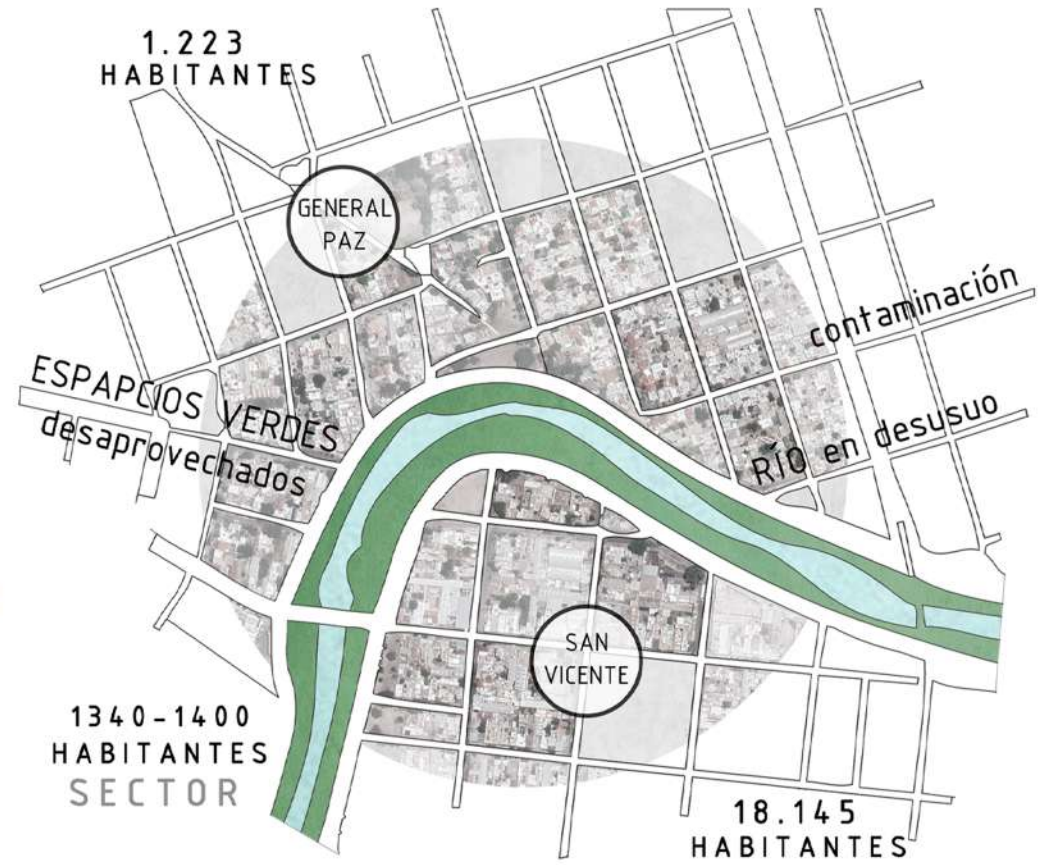 1.223
HABITANTES
GENERAL
PAZ
contaminación
ESPAPCIOS VERDES
desaprovechados
RÍO en desusuo
SAN
VICENTE
1340-1400
HABITANTES
SECTOR
18.145
HABITANTES